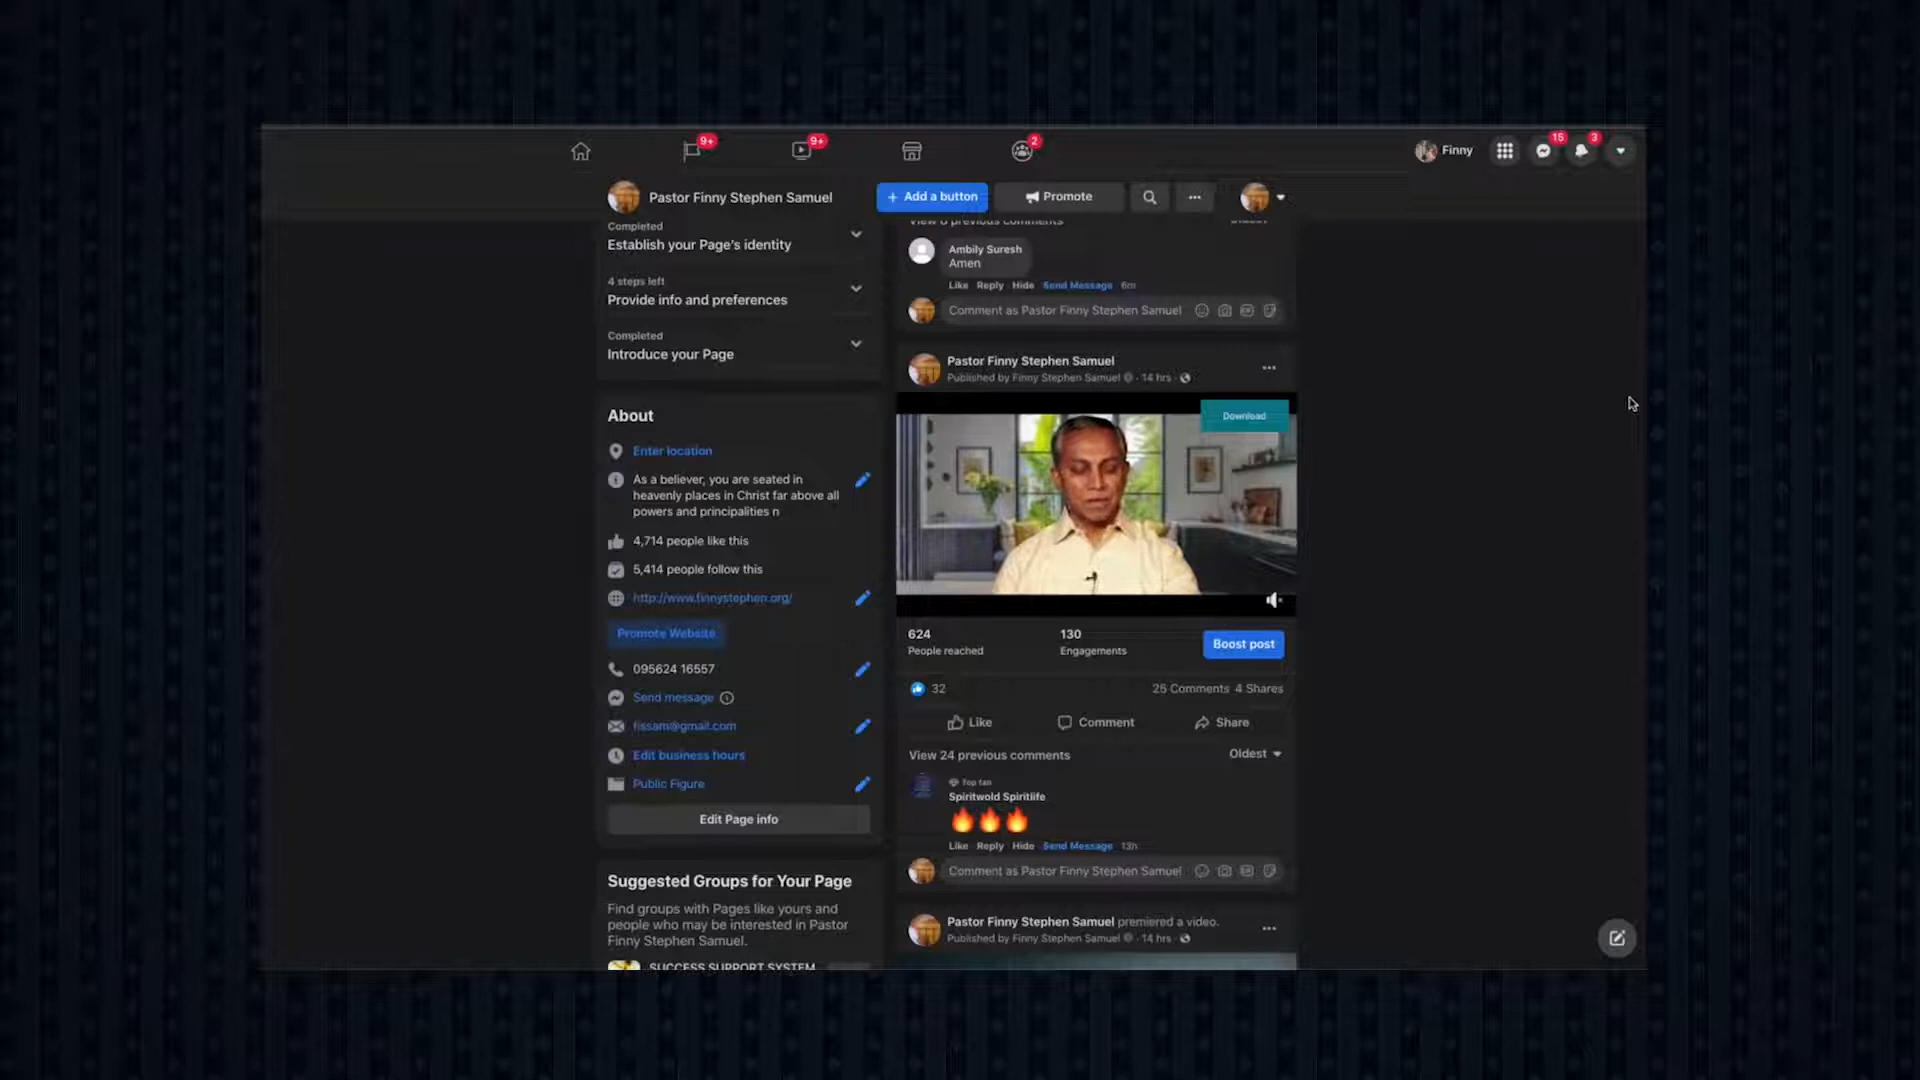 9+
9+
2
Finny
15
3
Pastor Finny Stephen Samuel
+ Add a button
Promote
Completed
Establish your Page's identity
4 steps left
Provide info and preferences
Completed
Introduce your Page
About
Enter location
As a believer, you are seated in
heavenly places in Christ far above all
powers and principalities n
4,714 people like this
5,414 people follow this
http://www.finnystephen.org/
Promote Website
095624 16557
Send message
fissam@gmail.com
Edit business hours
Public Figure
Edit Page info
Suggested Groups for Your Page
Find groups with Pages like yours and
people who may be interested in Pastor
Finny Stephen Samuel.
SUCCESS SUPPORT SYSTEM
previous comments
Ambily Suresh
Amen
Like Reply Hide Send Message 6m
Comment as Pastor Finny Stephen Samuel
Pastor Finny Stephen Samuel
Published by Finny Stephen Samuel · 14 hrs ·
Download
624
People reached
130
Engagements
Boost post
32
25 Comments 4 Shares
Like Comment Share
View 24 previous comments
Oldest
Top fan
Spiritwold Spiritlife
Like Reply Hide Send Message 13h
Comment as Pastor Finny Stephen Samuel
Pastor Finny Stephen Samuel premiered a video.
Published by Finny Stephen Samuel · 14 hrs ·